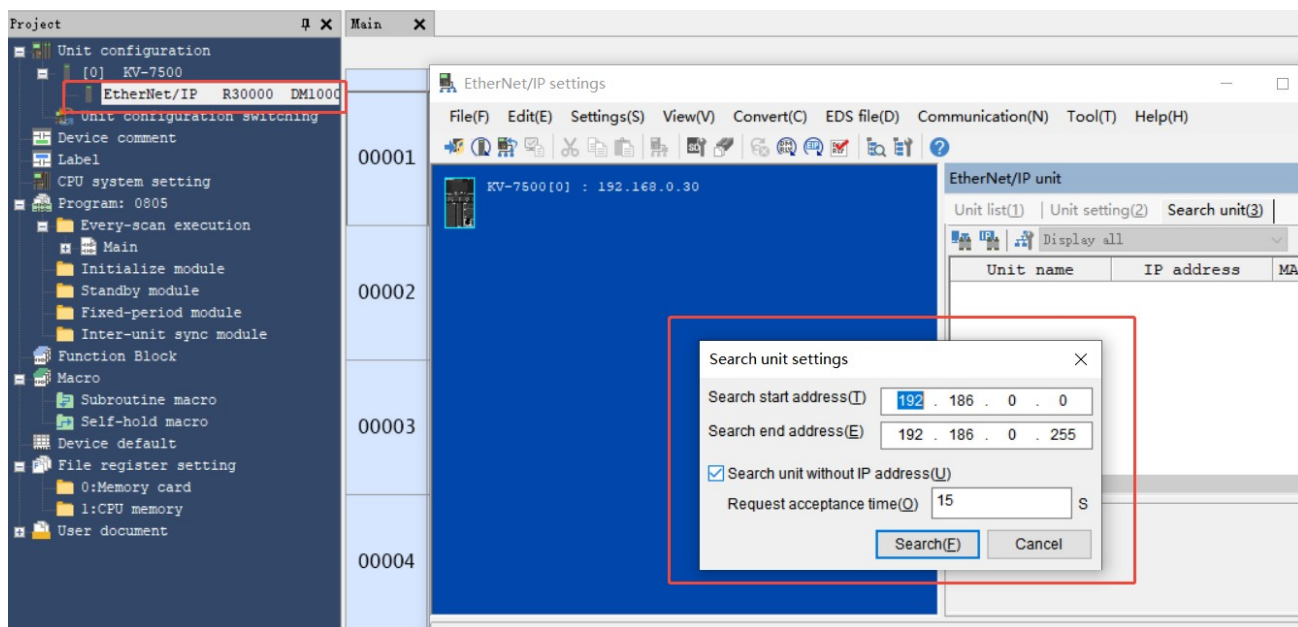 Project
Unit configuration
[0] KV-7500
EtherNet/IP R30000 DM1000
Unit configuration switching
Device comment
Label
CPU system setting
Program: 0805
Every-scan execution
Main
Initialize module
Standby module
Fixed-period module
Inter-unit sync module
Function Block
Macro
Subroutine macro
Self-hold macro
Device default
File register setting
0:Memory card
1:CPU memory
User document
Main
00001
00002
00003
00004
EtherNet/IP settings
File(F) Edit(E) Settings(S) View(V) Convert(C) EDS file(D) Communication(N) Tool(T) Help(H)
KV-7500[0] : 192.168.0.30
EtherNet/IP unit
Unit list(1) Unit setting(2) Search unit(3)
Display all
Unit name IP address MA
Search unit settings
Search start address(T) 192 . 186 . 0 . 0
Search end address(E) 192 . 186 . 0 . 255
Search unit without IP address(U)
Request acceptance time(O) 15 S
Search(F) Cancel